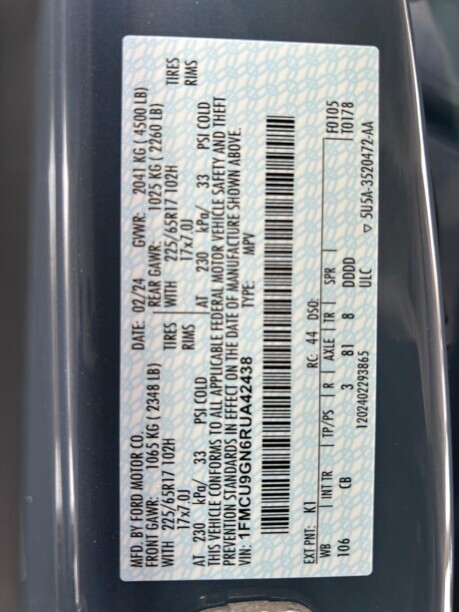 MFD. BY FORD MOTOR CO. DATE: 02/24 GVWR: 2041 KG ( 4500 LB)
FRONT GAWR: 1065 KG ( 2348 LB) REAR GAWR: 1025 KG ( 2260 LB)
WITH 225/65R17 102H WITH 225/65R17 102H TIRES
17x7.0J 17x7.0J RIMS
AT 230 kPa/ 33 PSI COLD AT 230 kPa/ 33 PSI COLD
THIS VEHICLE CONFORMS TO ALL APPLICABLE FEDERAL MOTOR VEHICLE SAFETY AND THEFT
PREVENTION STANDARDS IN EFFECT ON THE DATE OF MANUFACTURE SHOWN ABOVE.
VIN: 1FMCU9GN6RUA42438 TYPE: MPV
TIRES
RIMS
EXT PNT: K1 RC: 44 DSO: F0105
WB INT TR TP/PS R AXLE TR SPR T0178
106 CB 3 81 8 DDDD
ULC
1202402293865 ▽ 5U5A-3520472-AA